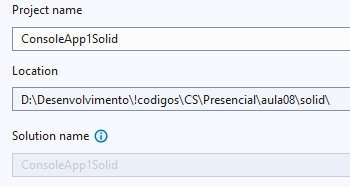 Project name
ConsoleApp1Solid
Location
D:\Desenvolvimento\!codigos\CS\Presencial\aula08\solid\
Solution name
ConsoleApp1Solid